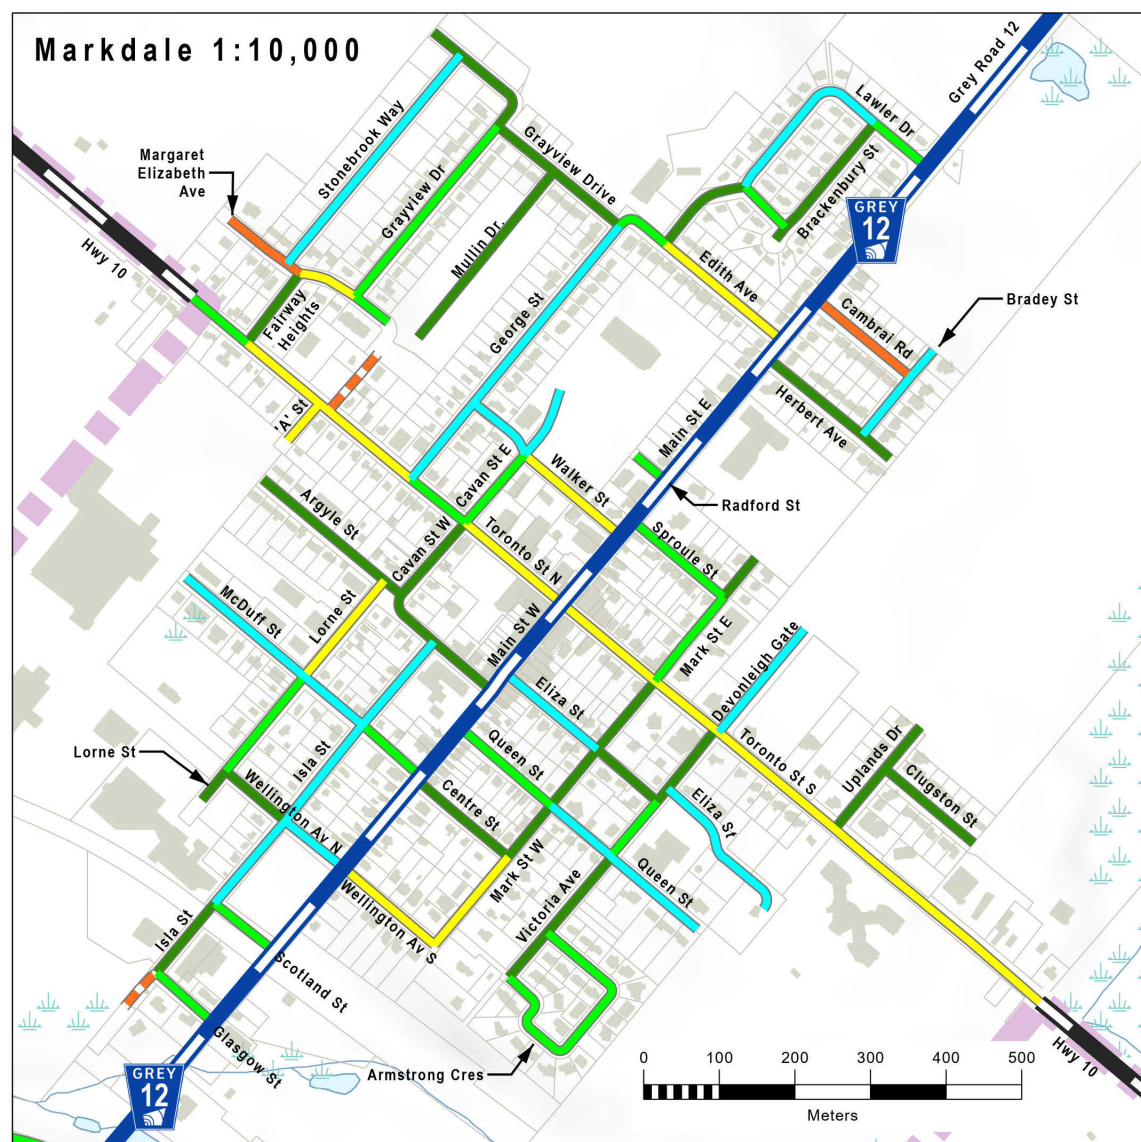 Markdale 1:10,000
Grey Road 12
Lawler Dr
Stonebrook Way
Margaret
Elizabeth
Ave
Grayview Drive
Grayview Dr
Brackenbury St
GREY
12
Hwy 10
Mullin Dr.
Edith Ave
Fairway
Heights
George St
Cambrai Rd
Bradey St
Herbert Ave
'A' St
Main St E
Cavan St E
Walker St
Radford St
Argyle St
Cavan St W
Toronto St N
Sproule St
McDuff St
Lorne St
Main St W
Mark St E
Devonleigh Gate
Eliza St
Isla St
Queen St
Toronto St S
Uplands Dr
Clugston St
Lorne St
Wellington Av N
Centre St
Eliza St
Mark St W
Queen St
Wellington Av S
Victoria Ave
Isla St
Scotland St
Glasgow St
Armstrong Cres
GREY
12
Hwy 10
0 100 200 300 400 500
Meters